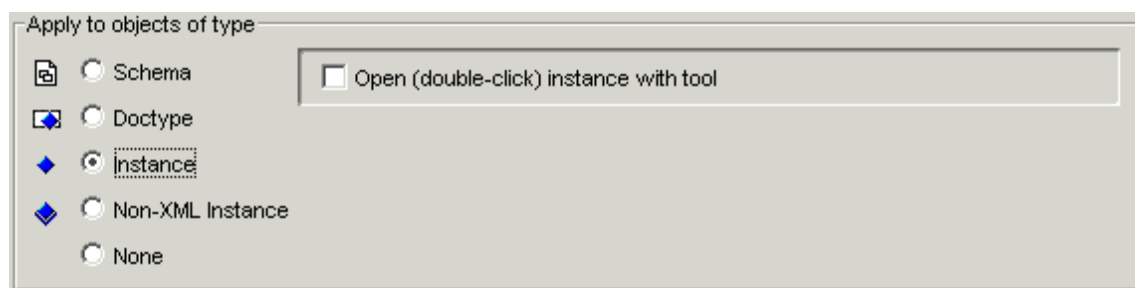 Apply to objects of type
Schema
Open (double-click) instance with tool
Doctype
Instance
Non-XML Instance
None